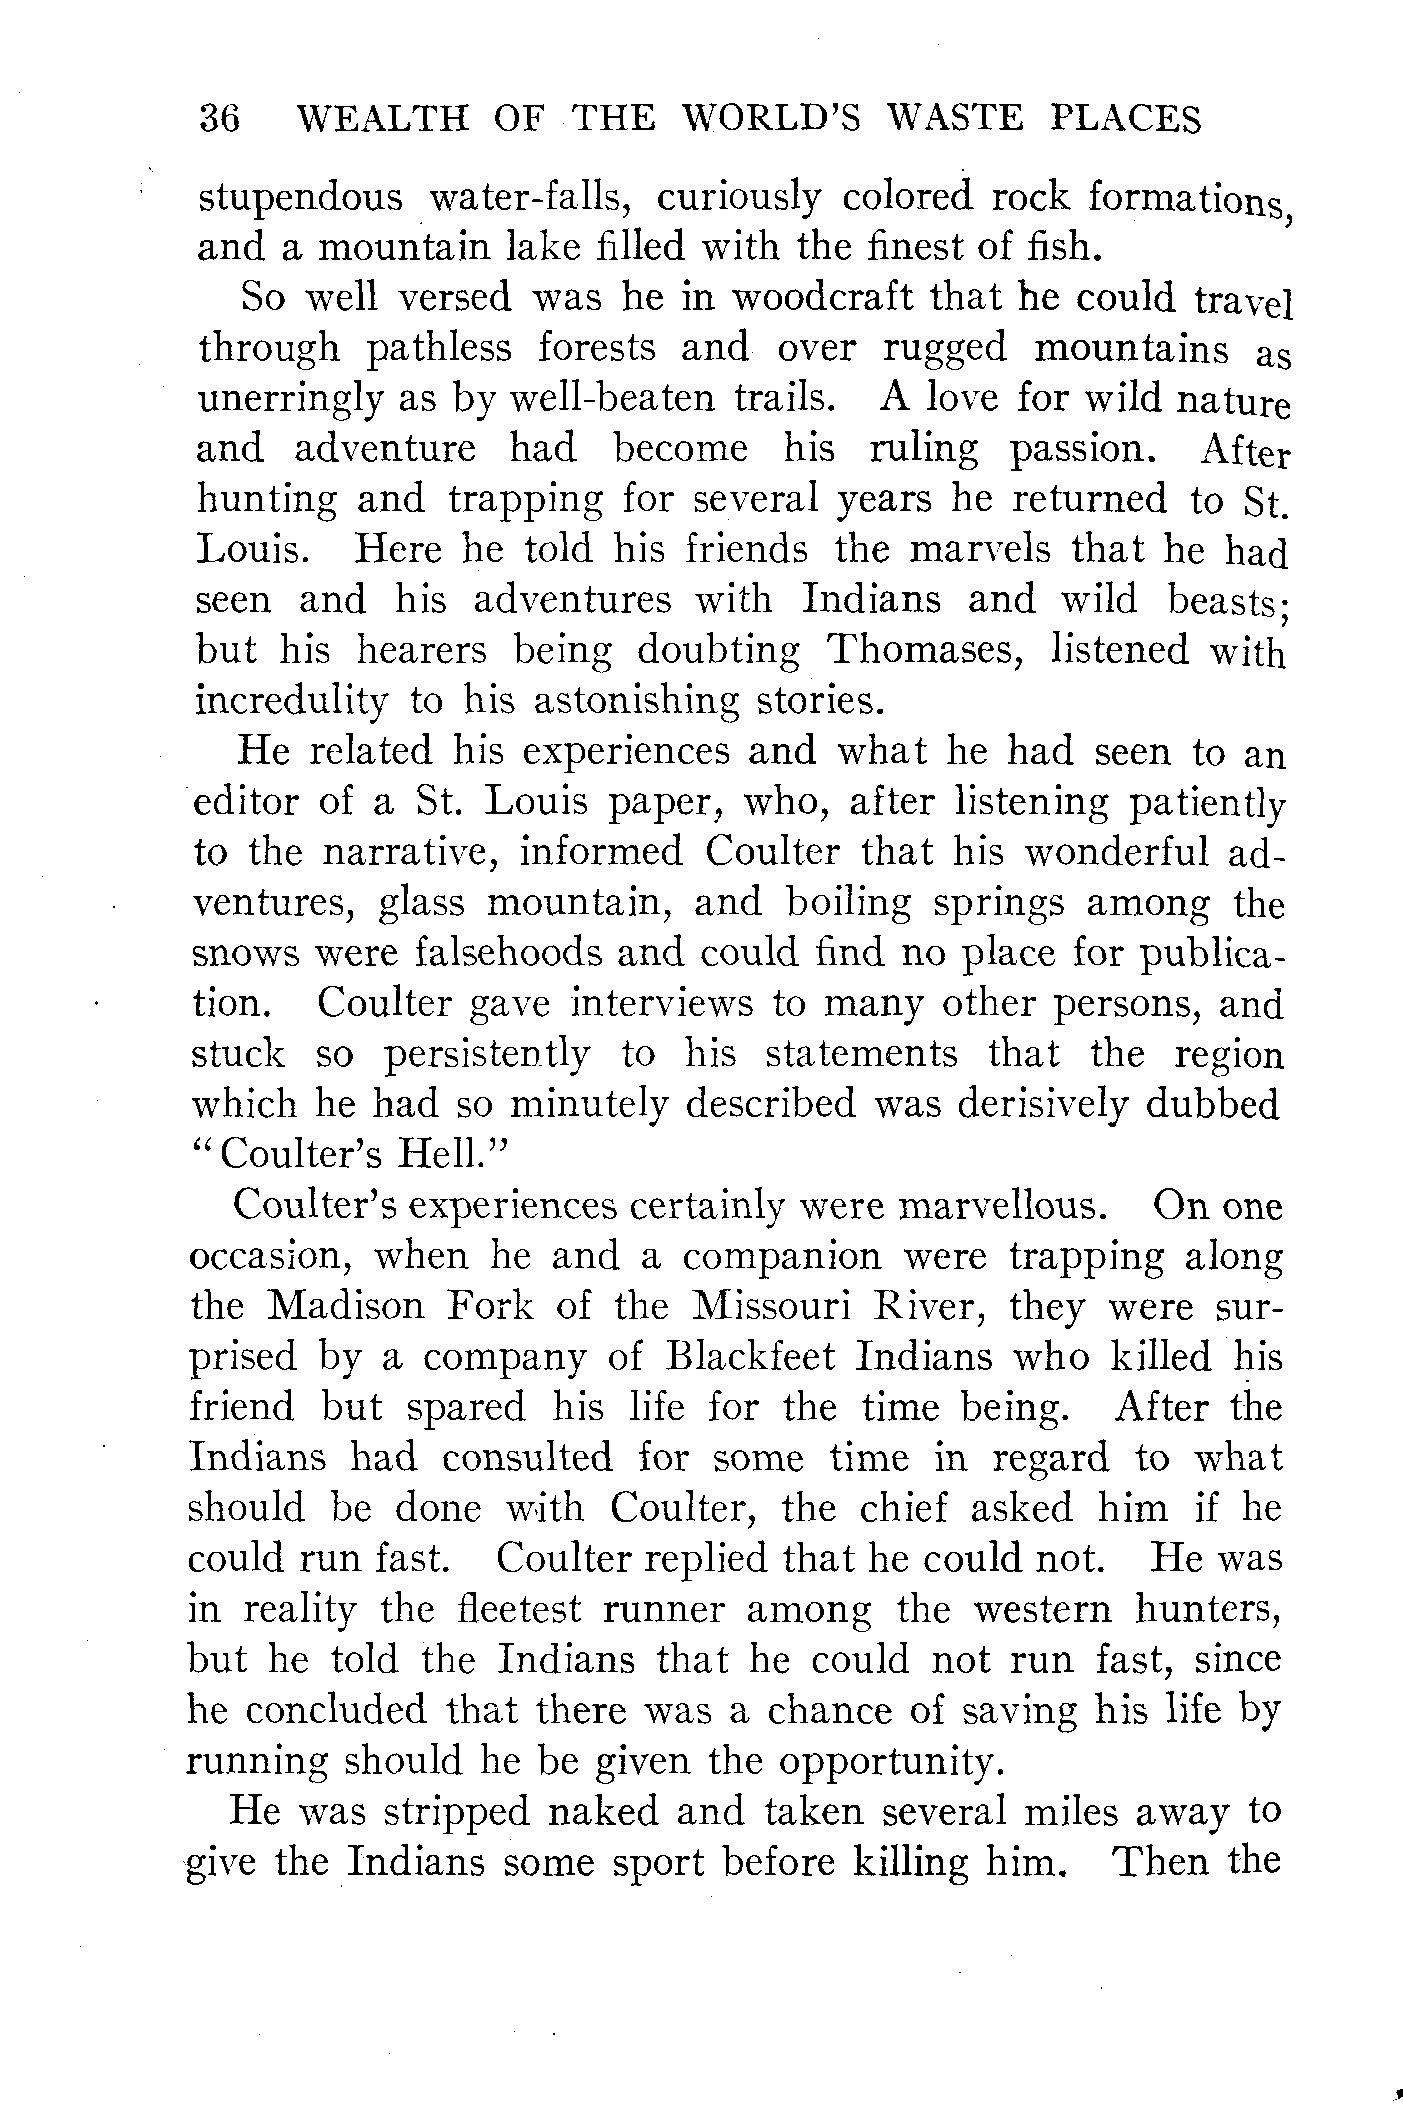 36 WEALTH OF THE WORLD'S WASTE PLACES
stupendous water-falls, curiously colored rock formations,
and a mountain lake filled with the finest of fish.
So well versed was he in woodcraft that he could travel
through pathless forests and over rugged mountains as
unerringly as by well-beaten trails. A love for wild nature
and adventure had become his ruling passion. After
hunting and trapping for several years he returned to St.
Louis. Here he told his friends the marvels that he had
seen and his adventures with Indians and wild beasts;
but his hearers being doubting Thomases, listened with
incredulity to his astonishing stories.
He related his experiences and what he had seen to an
editor of a St. Louis paper, who, after listening patiently
to the narrative, informed Coulter that his wonderful ad-
ventures, glass mountain, and boiling springs among the
snows were falsehoods and could find no place for publica-
tion. Coulter gave interviews to many other persons, and
stuck so persistently to his statements that the region
which he had so minutely described was derisively dubbed
"Coulter's Hell."
Coulter's experiences certainly were marvellous. On one
occasion, when he and a companion were trapping along
the Madison Fork of the Missouri River, they were sur-
prised by a company of Blackfeet Indians who killed his
friend but spared his life for the time being. After the
Indians had consulted for some time in regard to what
should be done with Coulter, the chief asked him if he
could run fast. Coulter replied that he could not. He was
in reality the fleetest runner among the western hunters,
but he told the Indians that he could not run fast, since
he concluded that there was a chance of saving his life by
running should he be given the opportunity.
He was stripped naked and taken several miles away to
give the Indians some sport before killing him. Then the